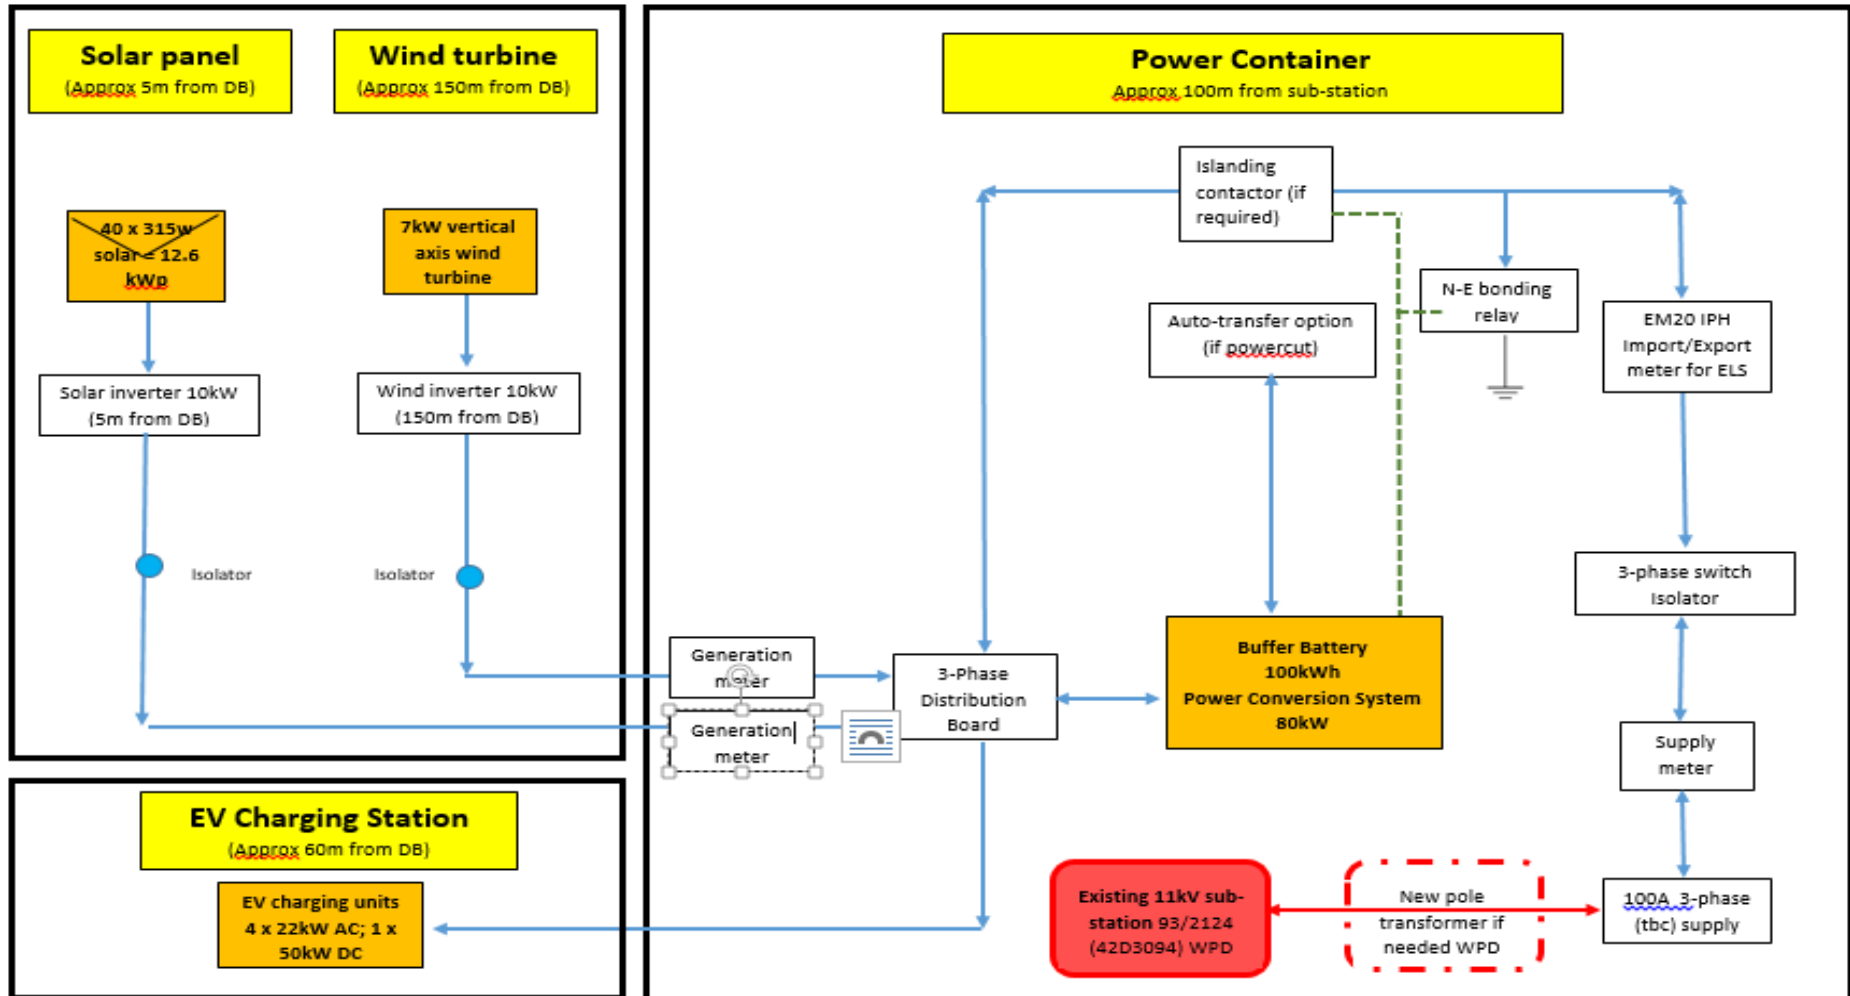 Solar panel
(Approx 5m from DB)
Wind turbine
(Approx 150m from DB)
Power Container
Approx 100m from sub-station
40 x 315w
solar = 12.6
kWp
7kW vertical
axis wind
turbine
Islanding
contactor (if
required)
N-E bonding
relay
Auto-transfer option
(if powercut)
EM20 IPH
Import/Export
meter for ELS
Solar inverter 10kW
(5m from DB)
Wind inverter 10kW
(150m from DB)
Isolator
Isolator
3-phase switch
Isolator
Generation
meter
Generation
meter
3-Phase
Distribution
Board
Buffer Battery
100kWh
Power Conversion System
80kW
Supply
meter
EV Charging Station
(Approx 60m from DB)
EV charging units
4 x 22kW AC; 1 x
50kW DC
Existing 11kV sub-
station 93/2124
(42D3094) WPD
New pole
transformer if
needed WPD
100A 3-phase
(tbc) supply